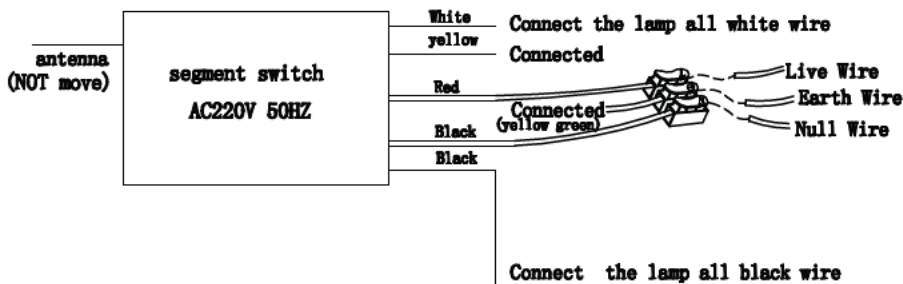 White
Connect the lamp all white wire
yellow
Connected
antenna
(NOT move)
segment switch
AC220V 50HZ
Red
Live Wire
Connected
(yellow green)
Earth Wire
Black
Null Wire
Black
Connect the lamp all black wire